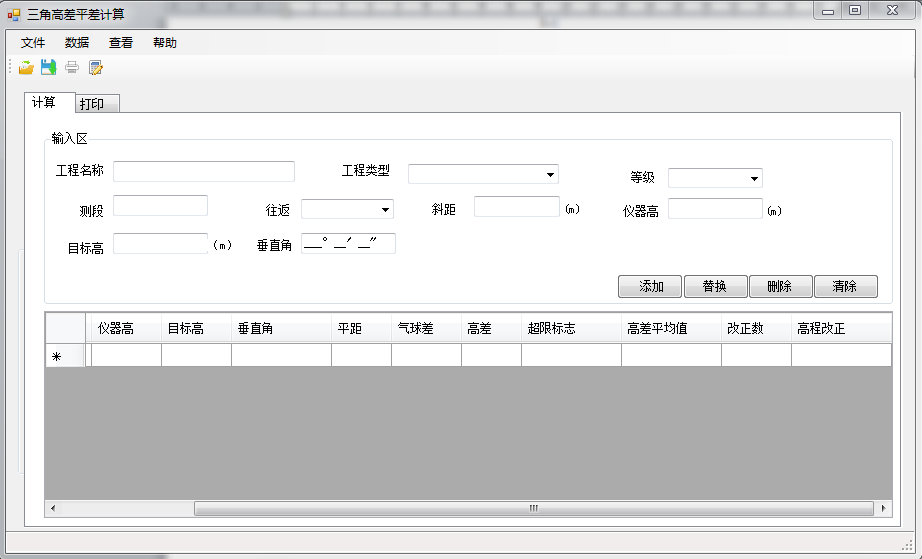 三角高差平差计算
文件 数据 查看 帮助
计算 打印
输入区
工程名称 工程类型 等级
测段 往返 斜距 (m) 仪器高 (m)
目标高 (m) 垂直角 __° __′ __″
添加 替换 删除 清除
仪器高 目标高 垂直角 平距 气球差 高差 超限标志 高差平均值 改正数 高程改正
*